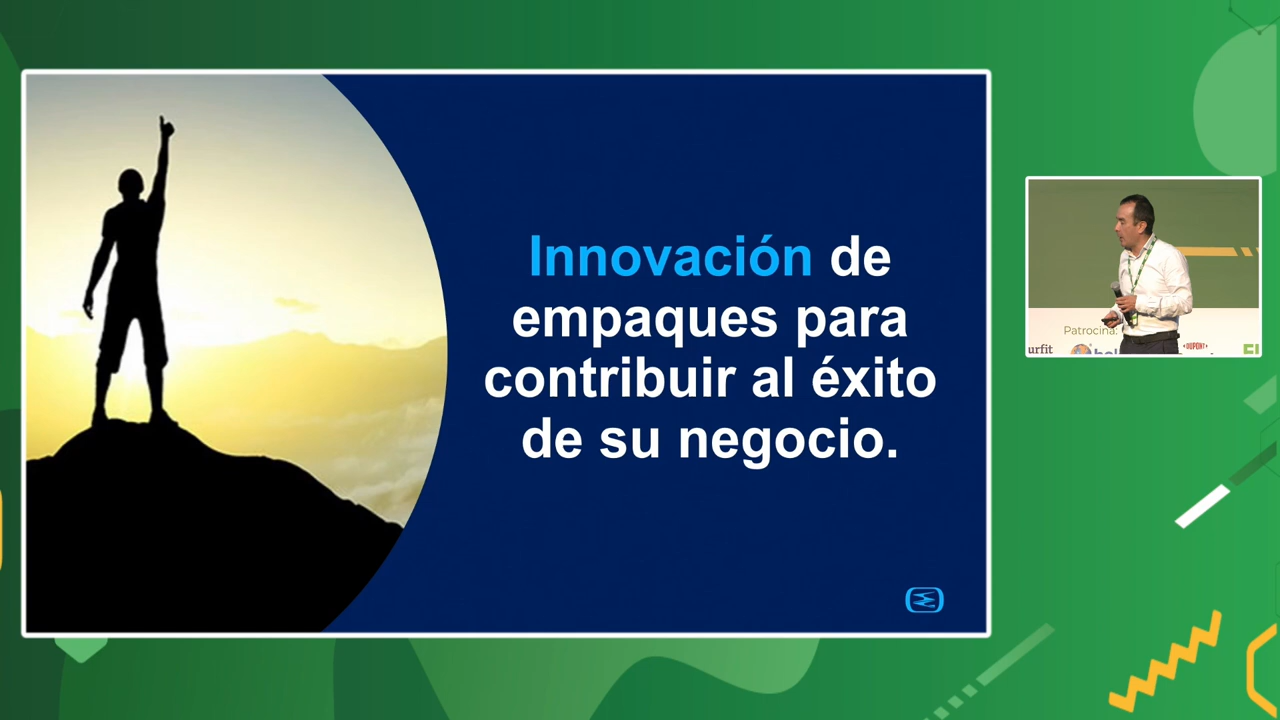 Innovación de
empaques para
contribuir al éxito
de su negocio.
Patrocina:
urfit
DUPONT